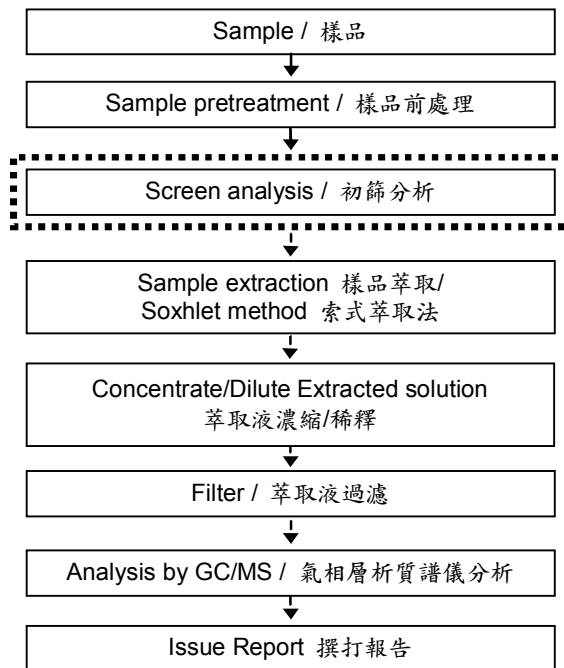 Sample / 樣品
Sample pretreatment / 樣品前處理
Screen analysis / 初篩分析
Sample extraction 樣品萃取/
Soxhlet method 索式萃取法
Concentrate/Dilute Extracted solution
萃取液濃縮/稀釋
Filter / 萃取液過濾
Analysis by GC/MS / 氣相層析質譜儀分析
Issue Report 撰打報告